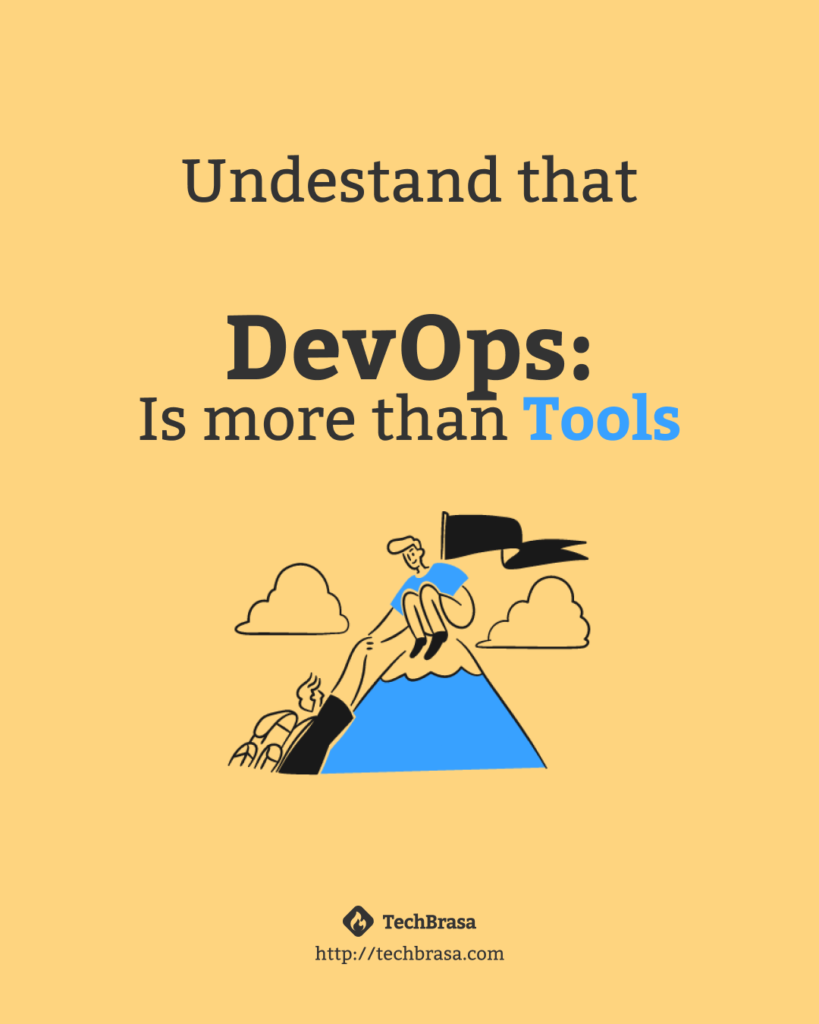 Undestand that
DevOps:
Is more than Tools
TechBrasa
http://techbrasa.com